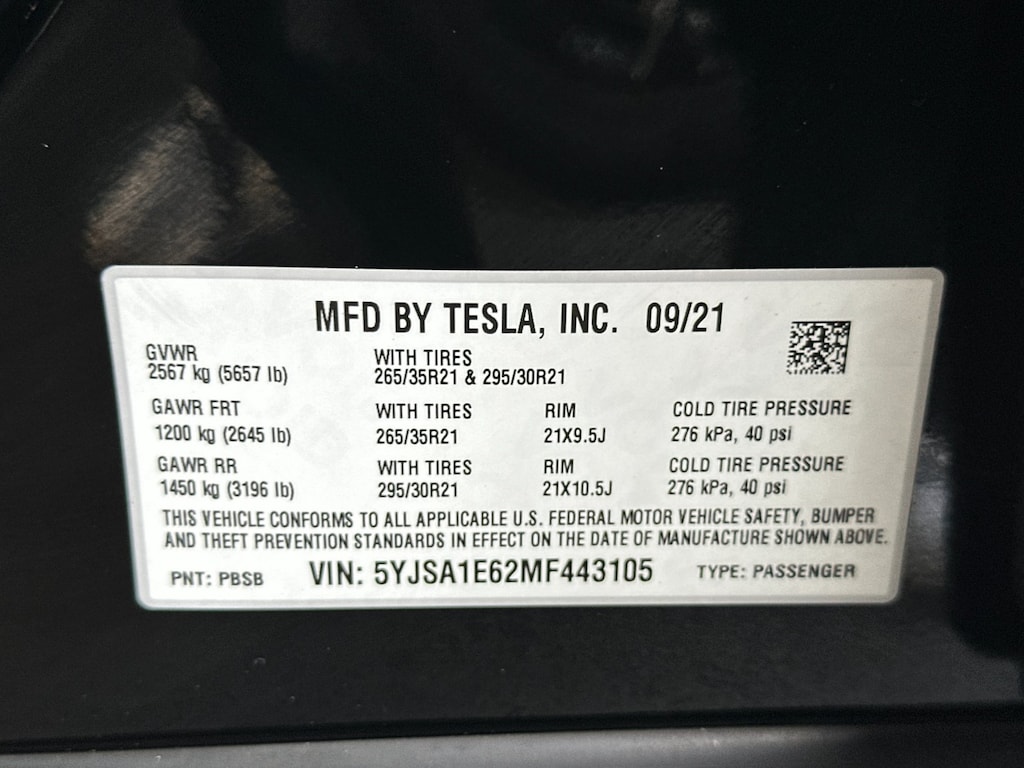 MFD BY TESLA, INC. 09/21
GVWR
2567 kg (5657 lb)
WITH TIRES
265/35R21 & 295/30R21
GAWR FRT WITH TIRES RIM COLD TIRE PRESSURE
1200 kg (2645 lb) 265/35R21 21X9.5J 276 kPa, 40 psi
GAWR RR WITH TIRES RIM COLD TIRE PRESSURE
1450 kg (3196 lb) 295/30R21 21X10.5J 276 kPa, 40 psi
THIS VEHICLE CONFORMS TO ALL APPLICABLE U.S. FEDERAL MOTOR VEHICLE SAFETY, BUMPER
AND THEFT PREVENTION STANDARDS IN EFFECT ON THE DATE OF MANUFACTURE SHOWN ABOVE.
PNT: PBSB VIN: 5YJSA1E62MF443105 TYPE: PASSENGER